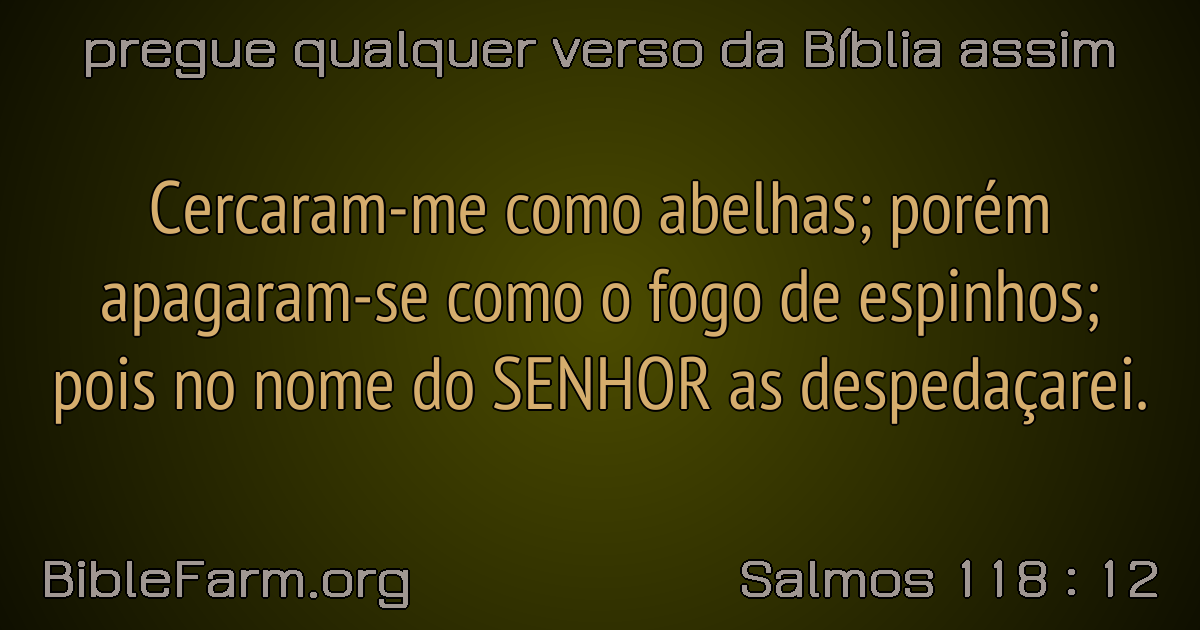 pregue qualquer verso da Bíblia assim
Cercaram-me como abelhas; porém
apagaram-se como o fogo de espinhos;
pois no nome do SENHOR as despedaçarei.
BibleFarm.org
Salmos 118 : 12